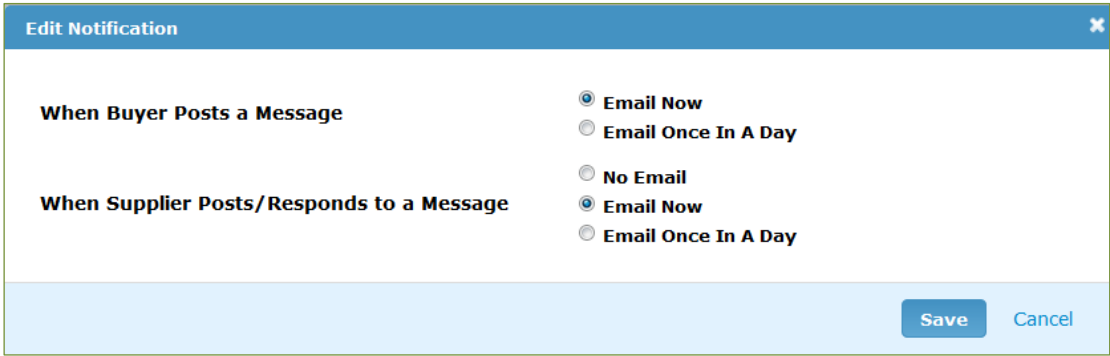 Edit Notification
When Buyer Posts a Message
Email Now
Email Once In A Day
When Supplier Posts/Responds to a Message
No Email
Email Now
Email Once In A Day
Save Cancel